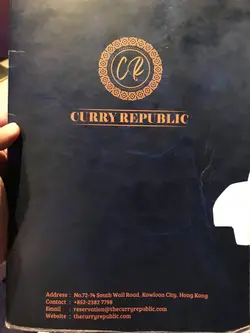 CR
CURRY REPUBLIC
Address : No.72-74 South Wall Road, Kowloon City, Hong Kong
Contact : +852-2382 7798
Email : reservation@thecurryrepublic.com
Website : thecurryrepublic.com